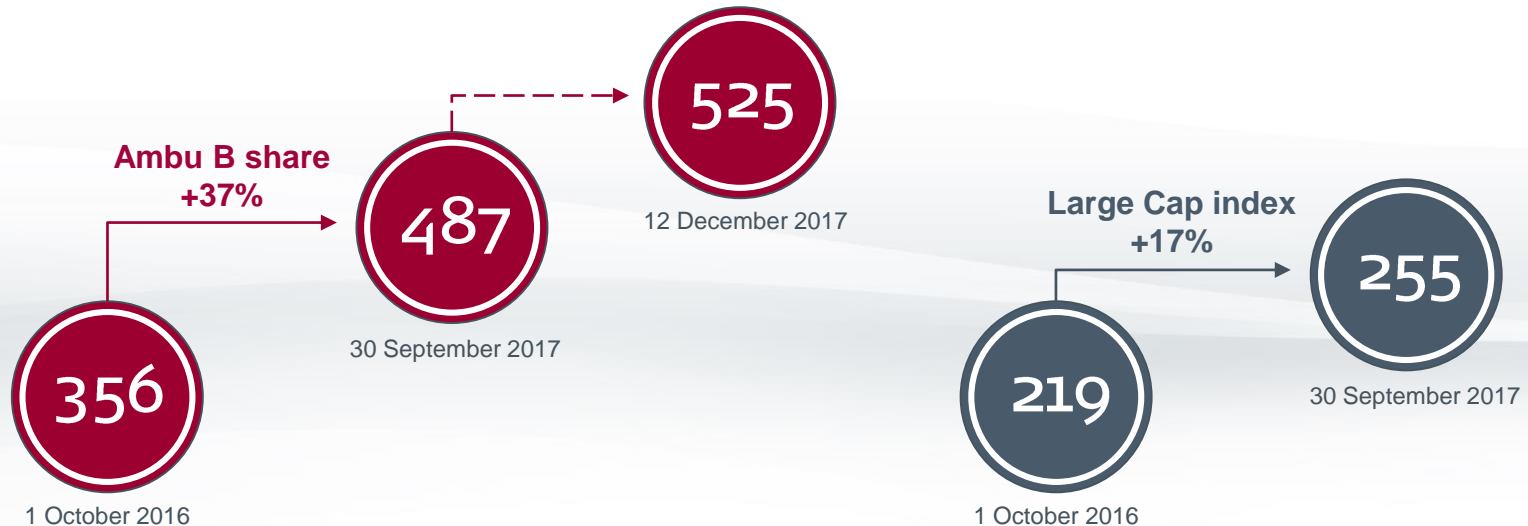 Ambu B share
+37%
356
1 October 2016
487
30 September 2017
525
12 December 2017
Large Cap index
+17%
219
1 October 2016
255
30 September 2017